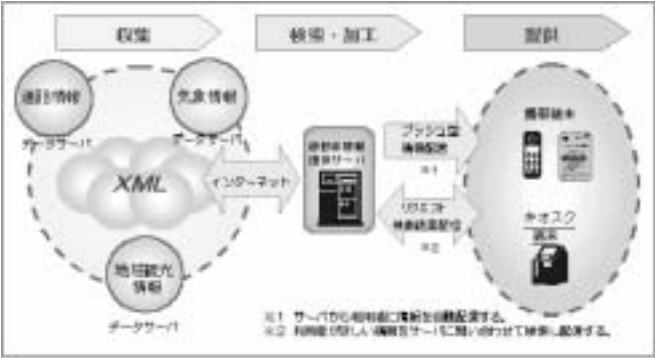 収集
検索・加工
提供
道路情報
気象情報
データサーバ
データサーバ
XML
インターネット
地域観光
情報
データサーバ
提供サーバ
プッシュ型
情報配信
※1
リクエスト
検索結果配信
※2
携帯端末
キオスク
端末
※1 サーバから利用者に情報を自動配信する。
※2 利用者が欲しい情報をサーバに問い合わせて検索し配信する。